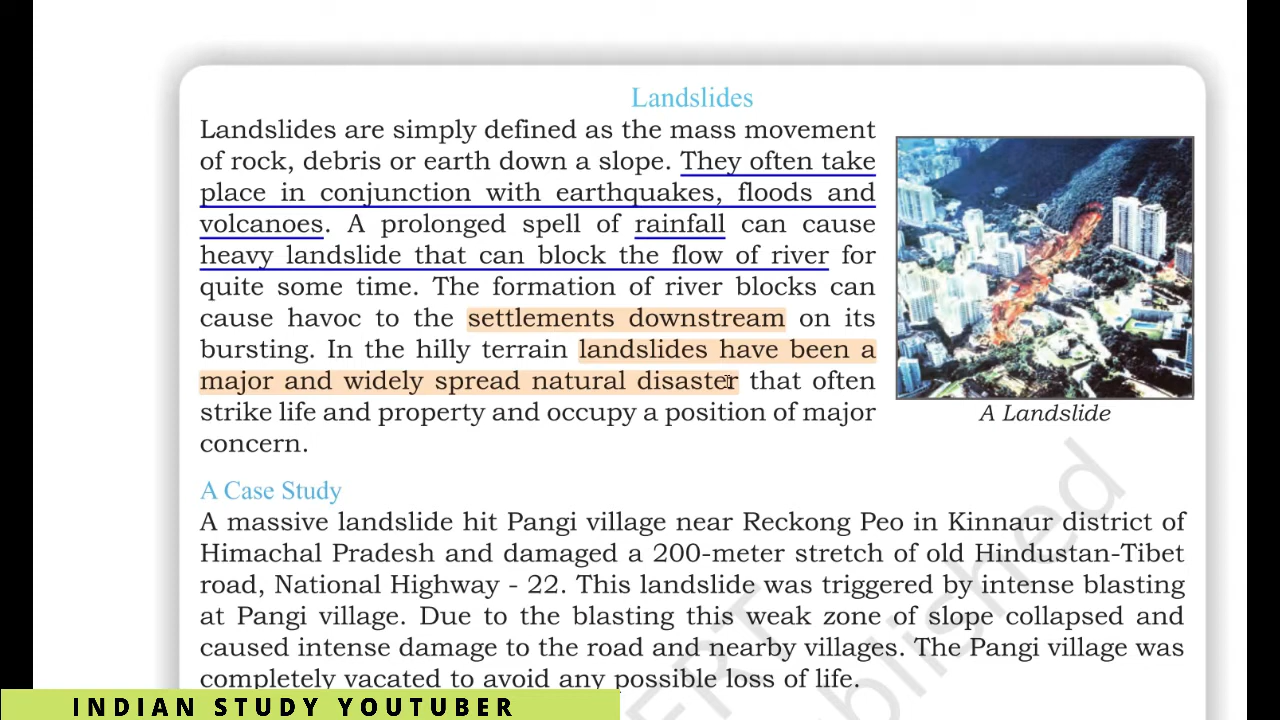 Landslides
Landslides are simply defined as the mass movement
of rock, debris or earth down a slope. They often take
place in conjunction with earthquakes, floods and
volcanoes. A prolonged spell of rainfall can cause
heavy landslide that can block the flow of river for
quite some time. The formation of river blocks can
cause havoc to the settlements downstream on its
bursting. In the hilly terrain landslides have been a
major and widely spread natural disaster that often
strike life and property and occupy a position of major
concern.
A Landslide
A Case Study
A massive landslide hit Pangi village near Reckong Peo in Kinnaur district of
Himachal Pradesh and damaged a 200-meter stretch of old Hindustan-Tibet
road, National Highway - 22. This landslide was triggered by intense blasting
at Pangi village. Due to the blasting this weak zone of slope collapsed and
caused intense damage to the road and nearby villages. The Pangi village was
completely vacated to avoid any possible loss of life.
INDIAN STUDY YOUTUBER